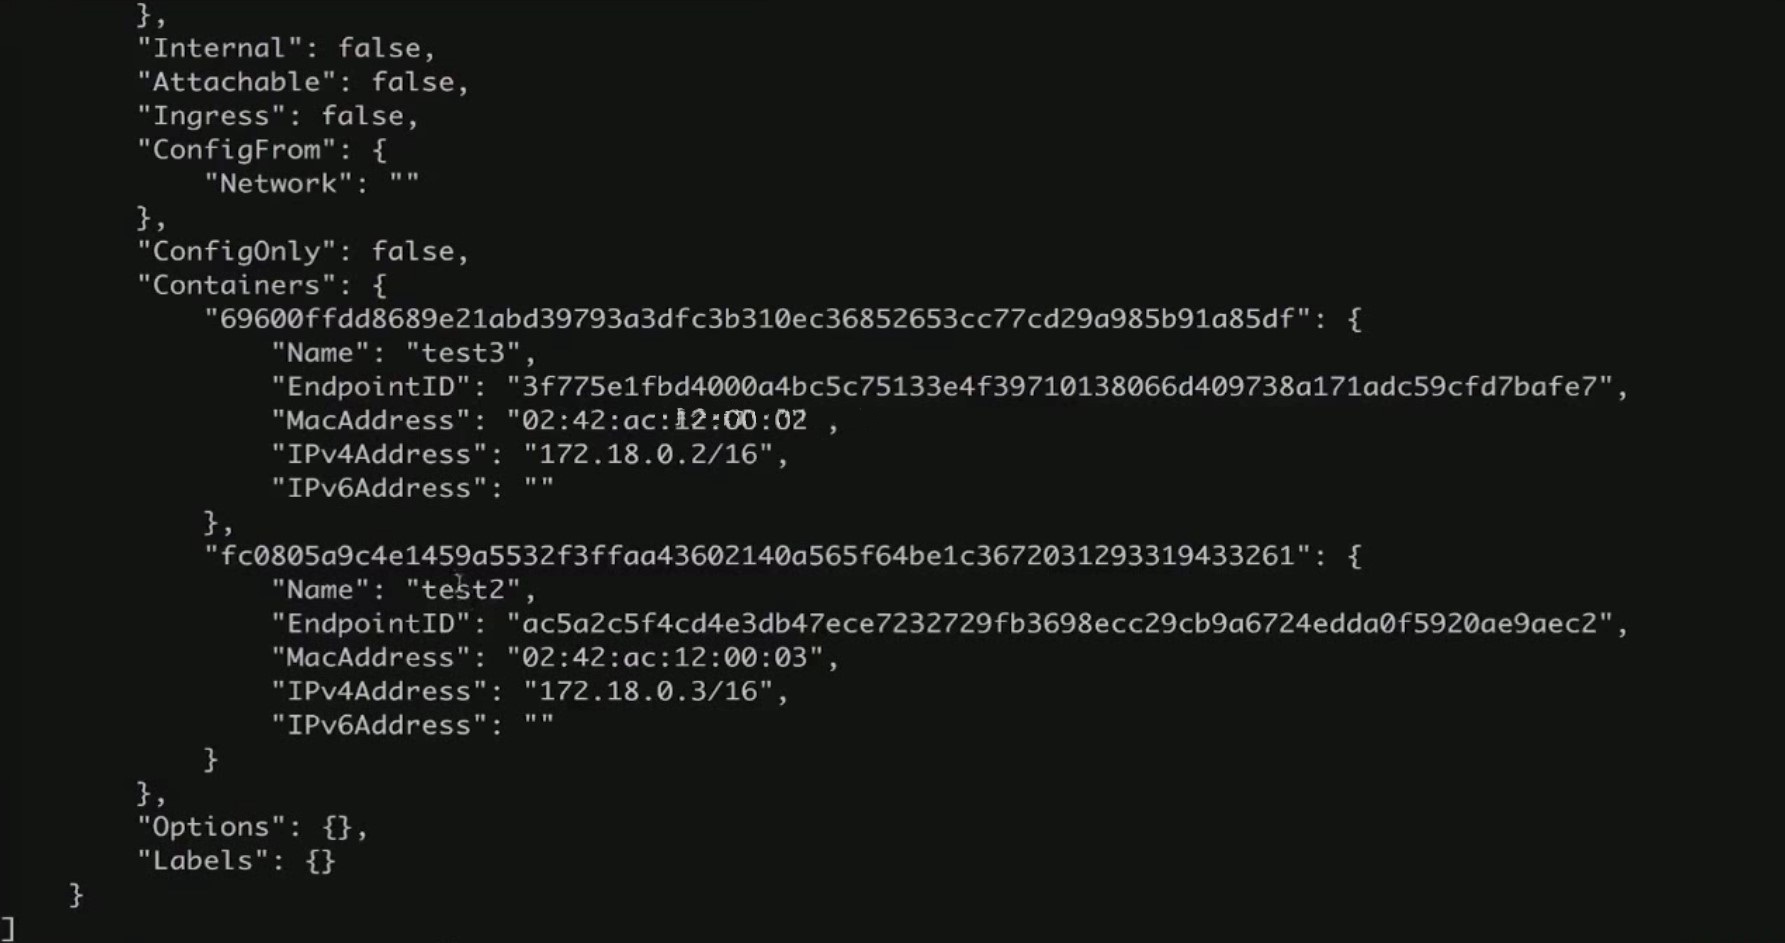 },
"Internal": false,
"Attachable": false,
"Ingress": false,
"ConfigFrom": {
"Network": ""
},
"ConfigOnly": false,
"Containers": {
"69600ffdd8689e21abd39793a3dfc3b310ec36852653cc77cd29a985b91a85df": {
"Name": "test3",
"EndpointID": "3f775e1fbd4000a4bc5c75133e4f39710138066d409738a171adc59cfd7bafe7",
"MacAddress": "02:42:ac:12:00:02 ,
"IPv4Address": "172.18.0.2/16",
"IPv6Address": ""
},
"fc0805a9c4e1459a5532f3ffaa43602140a565f64be1c3672031293319433261": {
"Name": "test2",
"EndpointID": "ac5a2c5f4cd4e3db47ece7232729fb3698ecc29cb9a6724edda0f5920ae9aec2",
"MacAddress": "02:42:ac:12:00:03",
"IPv4Address": "172.18.0.3/16",
"IPv6Address": ""
}
},
"Options": {},
"Labels": {}
}
]